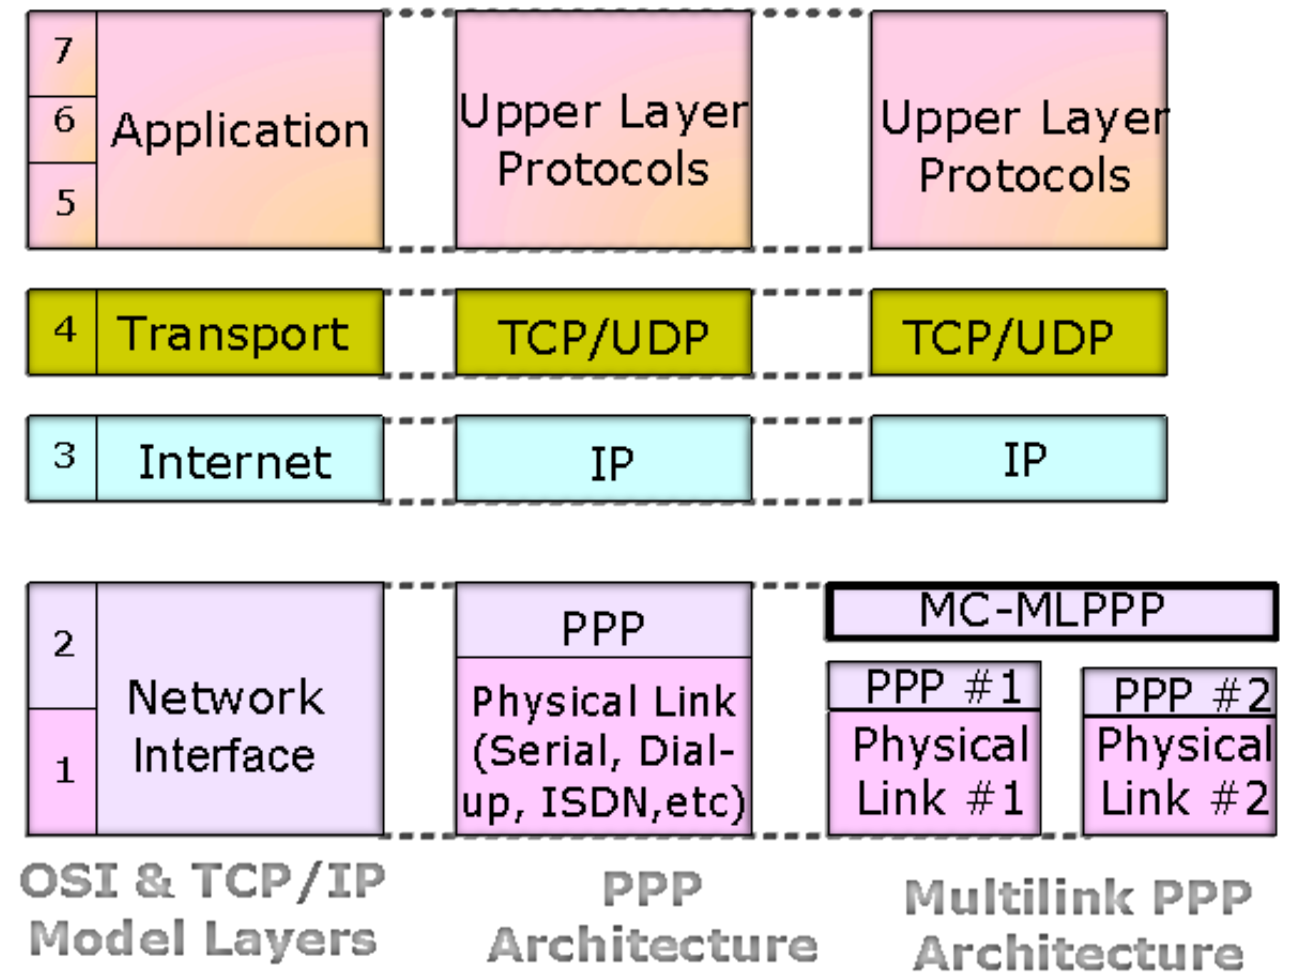 7
6
5
Application
Upper Layer
Protocols
Upper Layer
Protocols
4
Transport
TCP/UDP
TCP/UDP
3
Internet
IP
IP
2
1
Network
Interface
PPP
Physical Link
(Serial, Dial-
up, ISDN,etc)
MC-MLPPP
PPP #1
Physical
Link #1
PPP #2
Physical
Link #2
OSI & TCP/IP
Model Layers
PPP
Architecture
Multilink PPP
Architecture